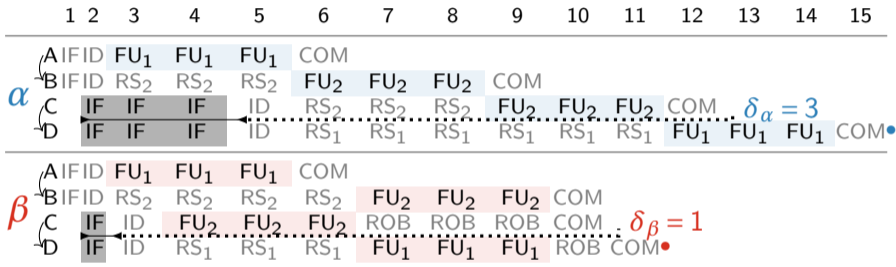 1 2 3 4 5 6 7 8 9 10 11 12 13 14 15
A IF ID FU₁ FU₁ FU₁ COM
B IF ID RS₂ RS₂ RS₂ FU₂ FU₂ FU₂ COM
α
C IF IF IF ID RS₂ RS₂ RS₂ FU₂ FU₂ FU₂ COM δα = 3
D IF IF IF ID RS₁ RS₁ RS₁ RS₁ RS₁ RS₁ FU₁ FU₁ FU₁ COM
A IF ID FU₁ FU₁ FU₁ COM
B IF ID RS₂ RS₂ RS₂ RS₂ FU₂ FU₂ FU₂ COM
β
C IF ID FU₂ FU₂ FU₂ ROB ROB ROB COM δβ = 1
D IF ID RS₁ RS₁ RS₁ FU₁ FU₁ FU₁ ROB COM